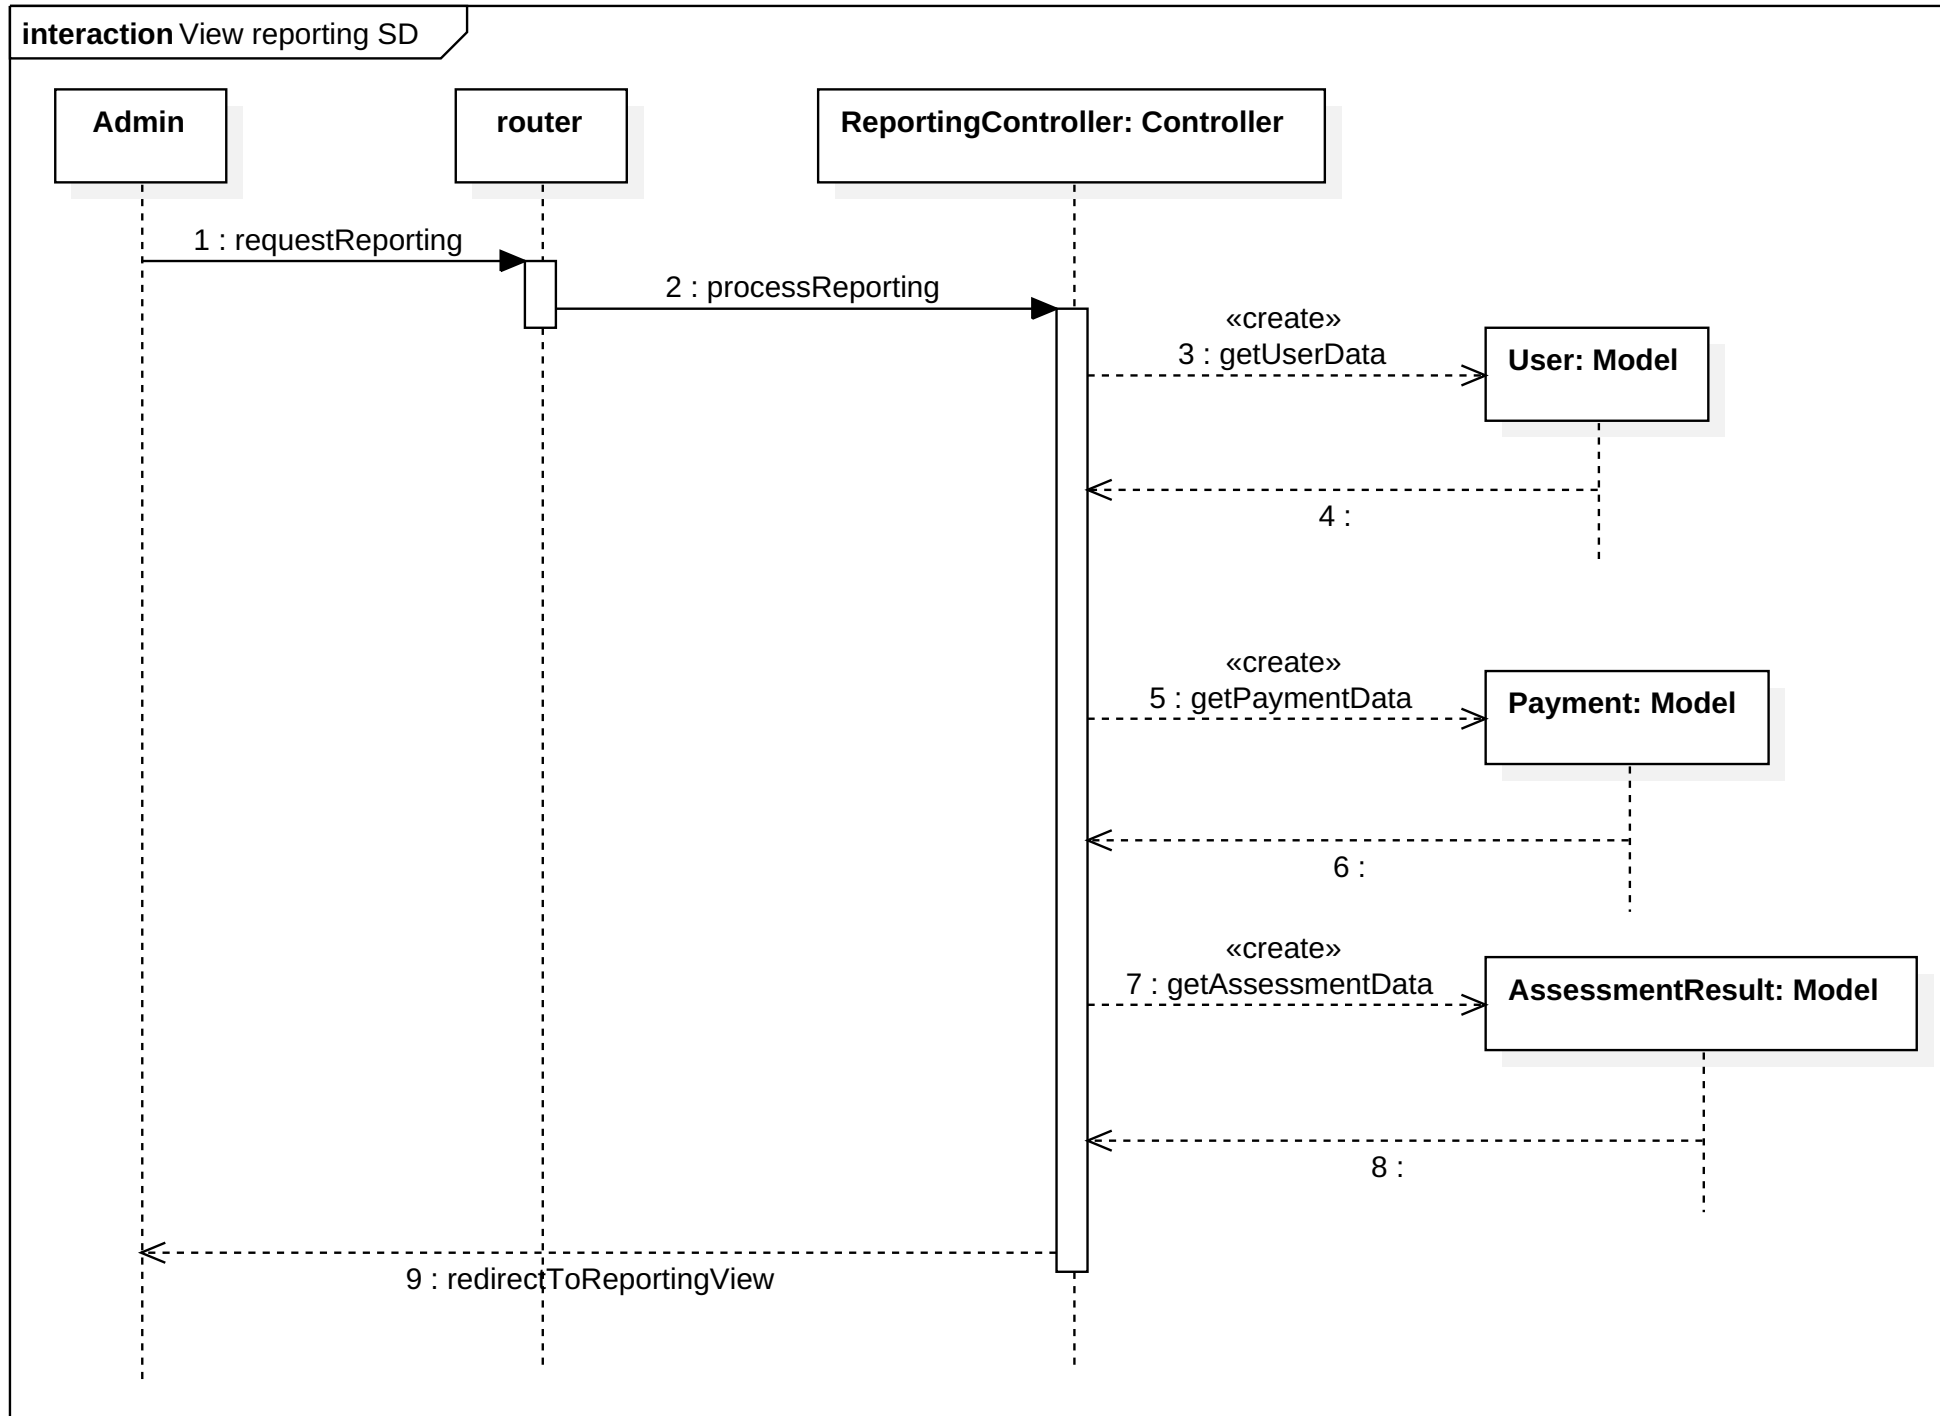 interaction View reporting SD
Admin
router
ReportingController: Controller
1 : requestReporting
2 : processReporting
«create»
3 : getUserData
User: Model
4 :
«create»
5 : getPaymentData
Payment: Model
6 :
«create»
7 : getAssessmentData
AssessmentResult: Model
8 :
9 : redirectToReportingView